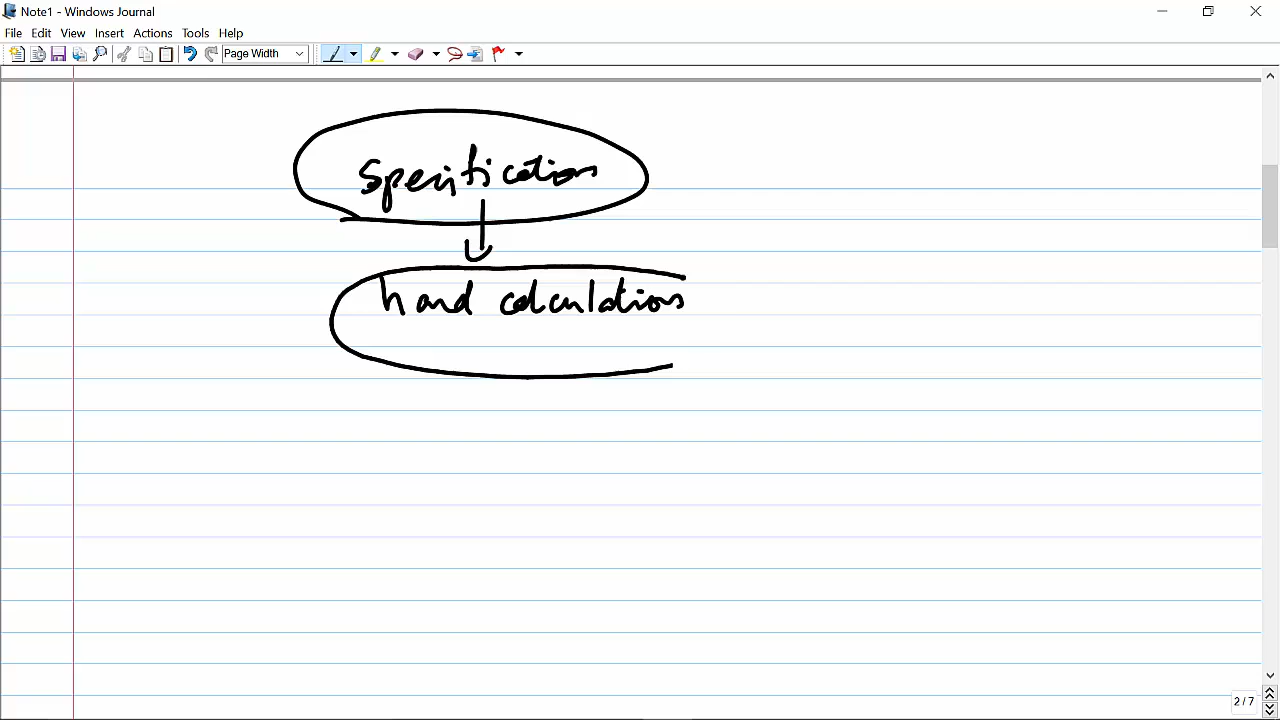 Note1 - Windows Journal
File Edit View Insert Actions Tools Help
Page Width
Specification
hand calculations
2 / 7